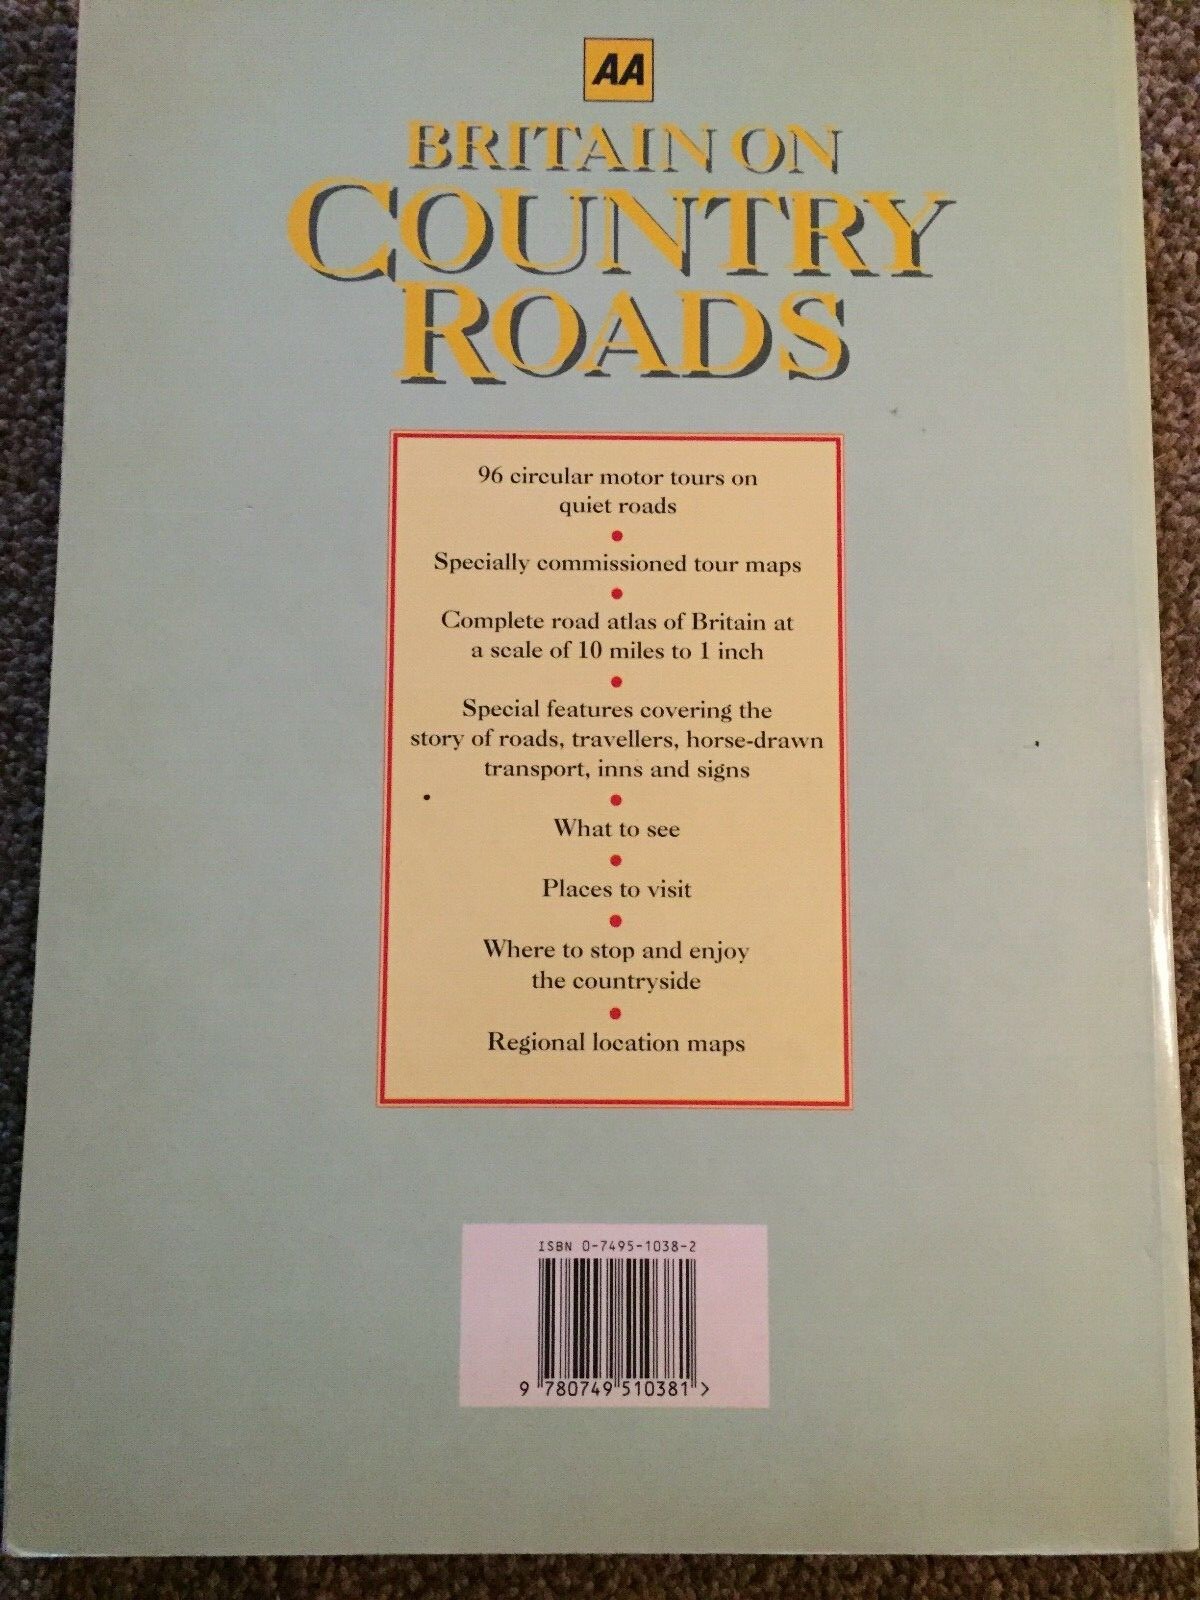 AA
BRITAIN ON
COUNTRY
ROADS
96 circular motor tours on
quiet roads
Specially commissioned tour maps
Complete road atlas of Britain at
a scale of 10 miles to 1 inch
Special features covering the
story of roads, travellers, horse-drawn
transport, inns and signs
What to see
Places to visit
Where to stop and enjoy
the countryside
Regional location maps
ISBN 0-7495-1038-2
9 780749 510381 >